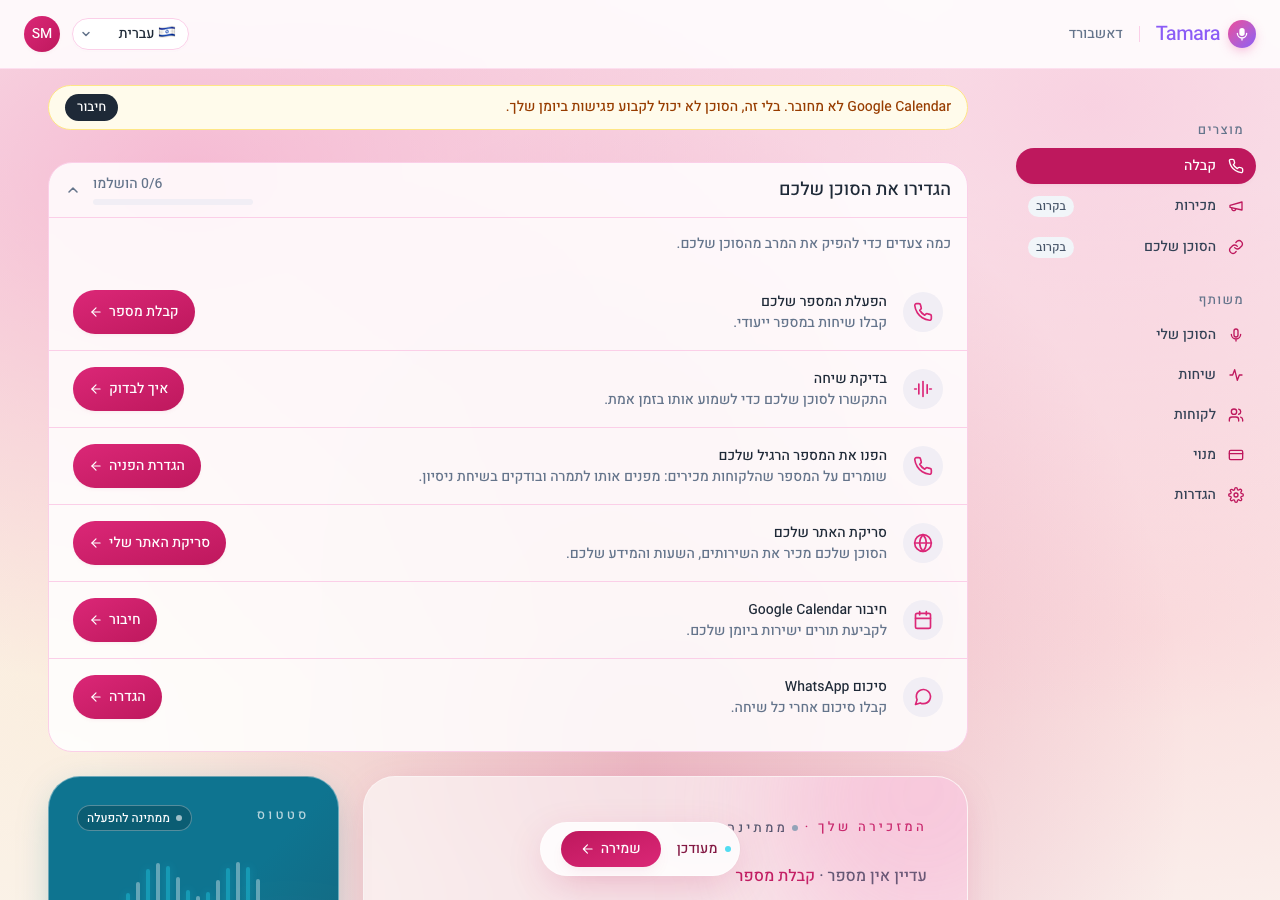 Tamara
דאשבורד
עברית
SM
Google Calendar לא מחובר. בלי זה, הסוכן לא יכול לקבוע פגישות ביומן שלך.
חיבור
מוצרים
קבלה
מכירות
בקרוב
הסוכן שלכם
בקרוב
משותף
הסוכן שלי
שיחות
לקוחות
מנוי
הגדרות
הגדירו את הסוכן שלכם
0/6 הושלמו
כמה צעדים כדי להפיק את המרב מהסוכן שלכם.
הפעלת המספר שלכם
קבלו שיחות במספר ייעודי.
קבלת מספר
בדיקת שיחה
התקשרו לסוכן שלכם כדי לשמוע אותו בזמן אמת.
איך לבדוק
הפנו את המספר הרגיל שלכם
שומרים על המספר שהלקוחות מכירים: מפנים אותו לתמרה ובודקים בשיחת ניסיון.
הגדרת הפניה
סריקת האתר שלכם
הסוכן שלכם מכיר את השירותים, השעות והמידע שלכם.
סריקת האתר שלי
חיבור Google Calendar
לקביעת תורים ישירות ביומן שלכם.
חיבור
סיכום WhatsApp
קבלו סיכום אחרי כל שיחה.
הגדרה
המזכירה שלך ·
עדיין אין מספר · קבלת מספר
מעודכן
שמירה
סטטוס
ממתינה להפעלה